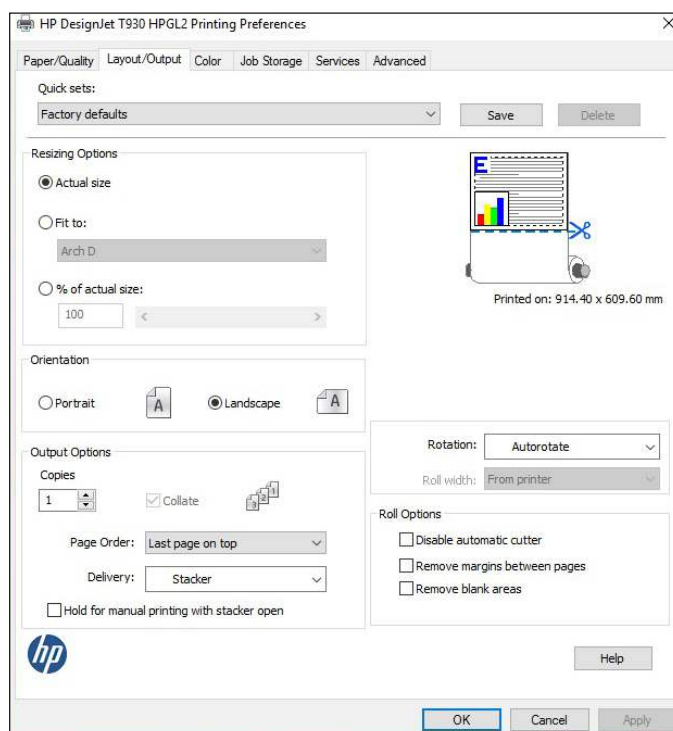 HP DesignJet T930 HPGL2 Printing Preferences
Paper/Quality Layout/Output Color Job Storage Services Advanced
Quick sets:
Factory defaults
Save
Delete
Resizing Options
Actual size
Fit to:
Arch D
% of actual size:
100
E
Printed on: 914.40 x 609.60 mm
Orientation
Portrait
A
Landscape
A
Output Options
Copies
1
Collate
3 2 1
Page Order: Last page on top
Delivery: Stacker
Hold for manual printing with stacker open
Rotation: Autorotate
Roll width: From printer
Roll Options
Disable automatic cutter
Remove margins between pages
Remove blank areas
hp
Help
OK Cancel Apply